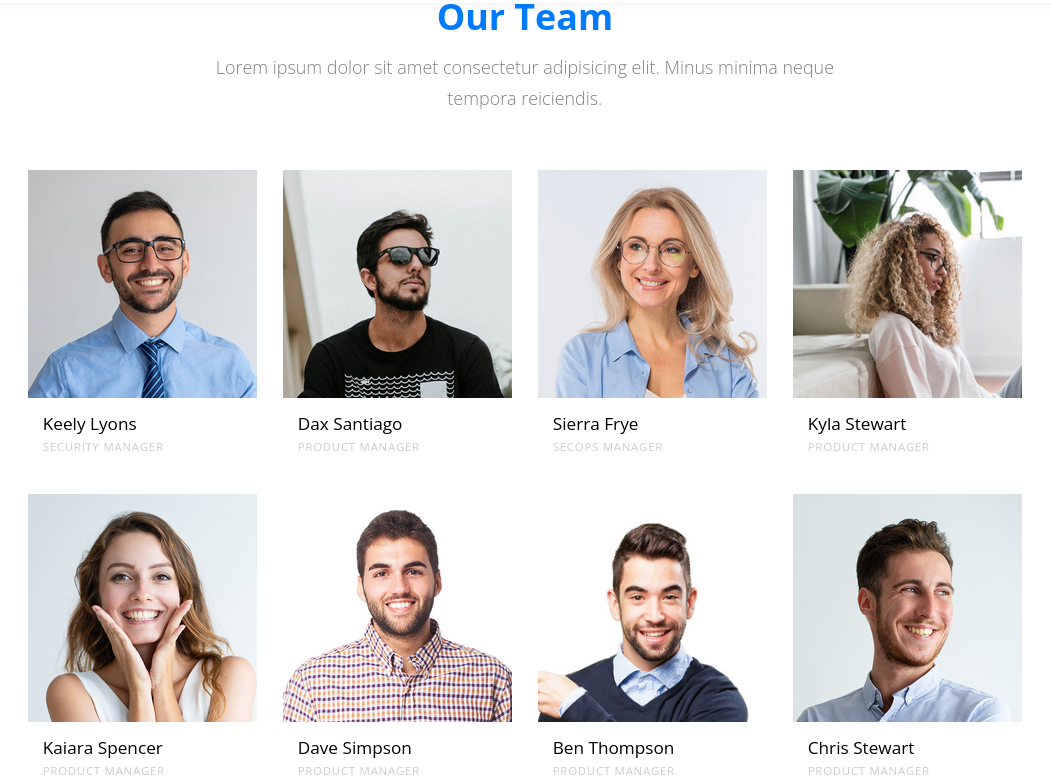 Our Team
Lorem ipsum dolor sit amet consectetur adipisicing elit. Minus minima neque
tempora reiciendis.
Keely Lyons
SECURITY MANAGER
Dax Santiago
PRODUCT MANAGER
Sierra Frye
SECOPS MANAGER
Kyla Stewart
PRODUCT MANAGER
Kaiara Spencer
PRODUCT MANAGER
Dave Simpson
PRODUCT MANAGER
Ben Thompson
PRODUCT MANAGER
Chris Stewart
PRODUCT MANAGER